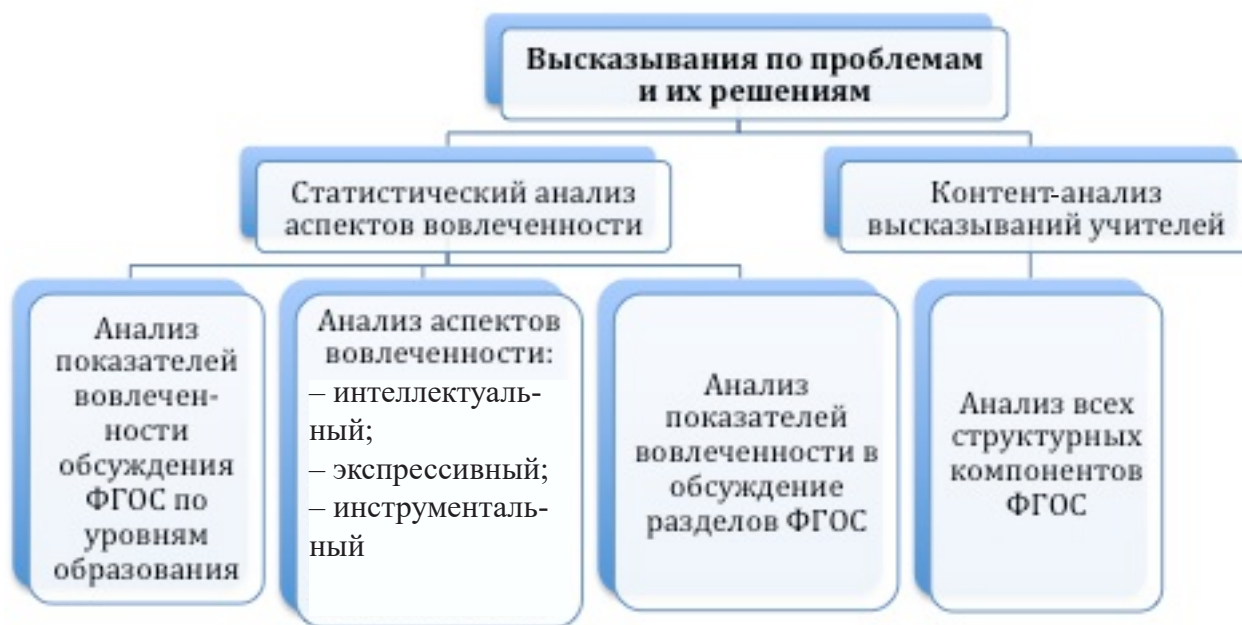 Высказывания по проблемам
и их решениям
Статистический анализ
аспектов вовлеченности
Контент-анализ
высказываний учителей
Анализ
показателей
вовлечен-
ности
обсуждения
ФГОС по
уровням
образования
Анализ аспектов
вовлеченности:
– интеллектуаль-
ный;
– экспрессивный;
– инструменталь-
ный
Анализ
показателей
вовлеченности в
обсуждение
разделов ФГОС
Анализ всех
структурных
компонентов
ФГОС